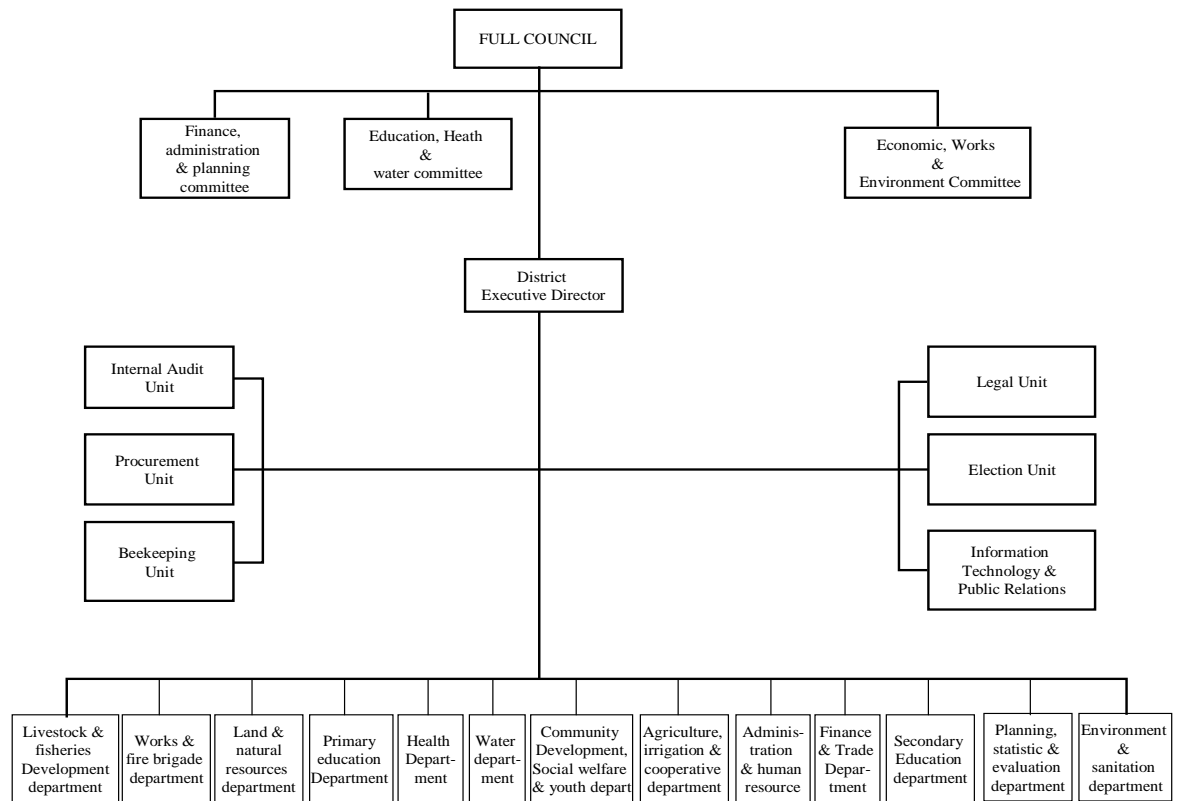 FULL COUNCIL
Finance,
administration
& planning
committee
Education, Heath
&
water committee
Economic, Works
&
Environment Committee
District
Executive Director
Internal Audit
Unit
Legal Unit
Procurement
Unit
Election Unit
Beekeeping
Unit
Information
Technology &
Public Relations
Livestock &
fisheries
Development
department
Works &
fire brigade
department
Land &
natural
resources
department
Primary
education
Department
Health
Depart-
ment
Water
depart-
ment
Community
Development,
Social welfare
& youth depart
Agriculture,
irrigation &
cooperative
department
Adminis-
tration
& human
resource
Finance
& Trade
Depar-
tment
Secondary
Education
department
Planning,
statistic &
evaluation
department
Environment
&
sanitation
department